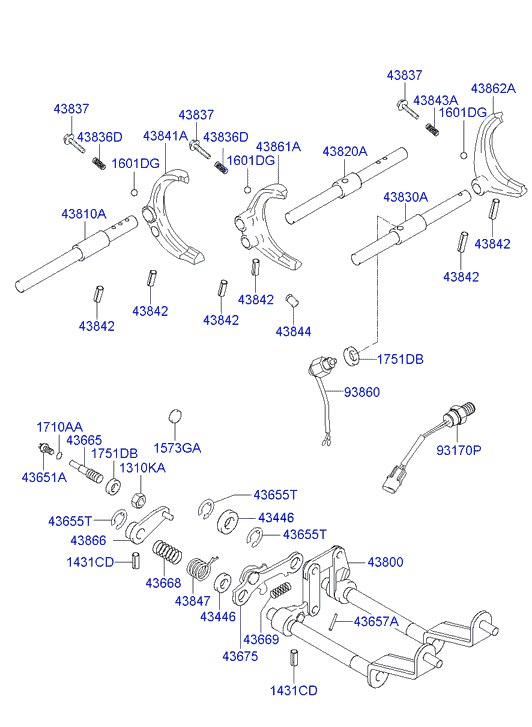 43837
43862A
43843A
43837
43837
1601DG
43836D
43841A
43836D
43861A
43820A
1601DG
1601DG
43830A
43810A
43842
43842
43842
43842
43842
43842
43844
1751DB
93860
1710AA
43665
1573GA
93170P
1751DB
43651A
1310KA
43655T
43655T
43446
43655T
43866
1431CD
43668
43800
43847
43446
43657A
43669
43675
1431CD